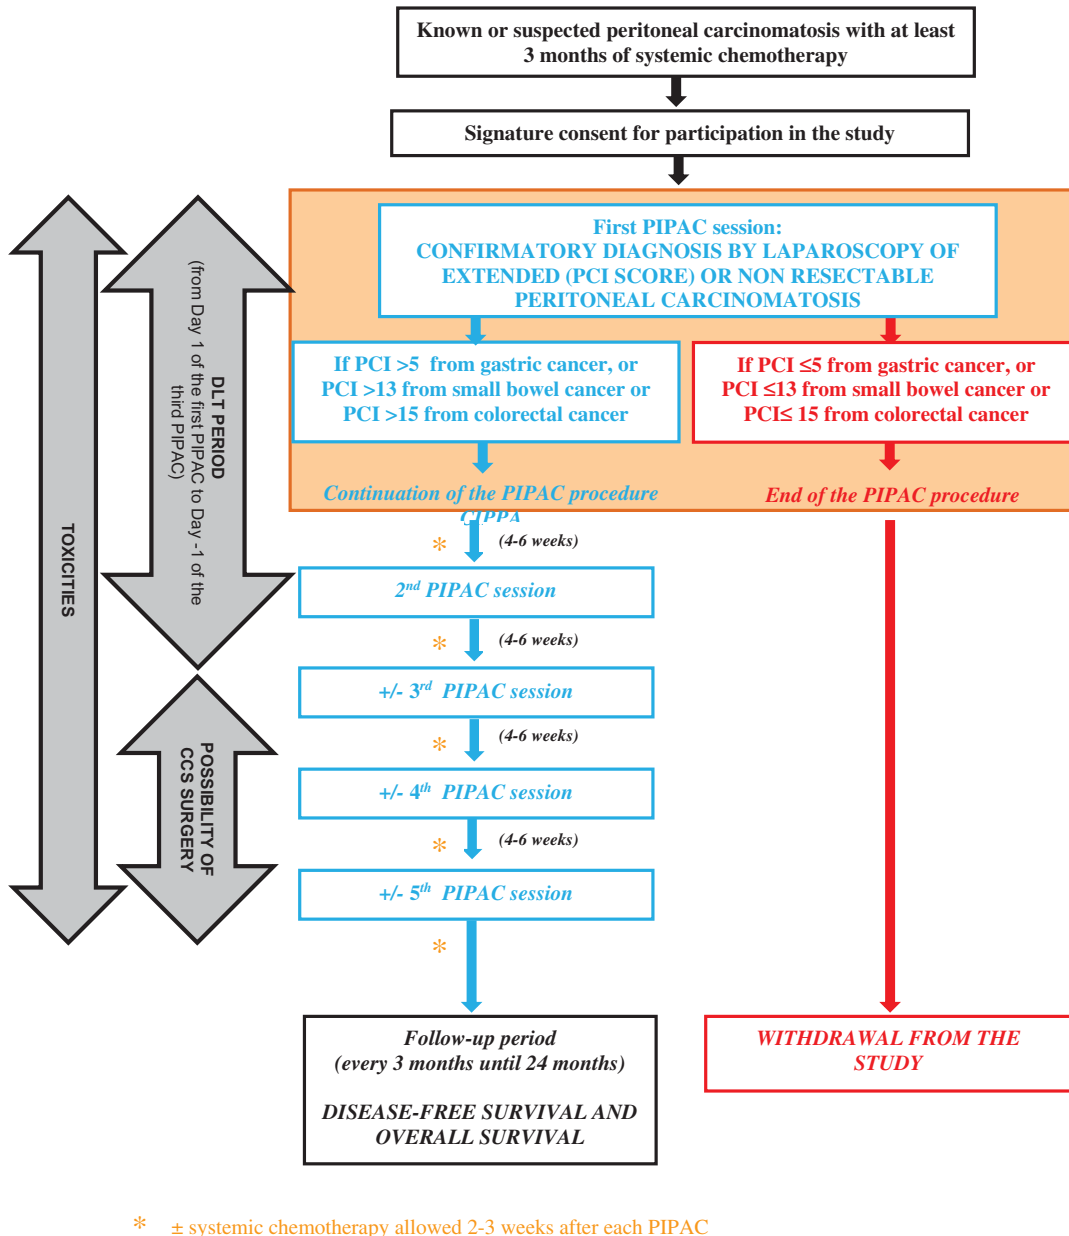 Known or suspected peritoneal carcinomatosis with at least
3 months of systemic chemotherapy
Signature consent for participation in the study
First PIPAC session:
CONFIRMATORY DIAGNOSIS BY LAPAROSCOPY OF
EXTENDED (PCI SCORE) OR NON RESECTABLE
PERITONEAL CARCINOMATOSIS
If PCI >5 from gastric cancer, or
PCI >13 from small bowel cancer or
PCI >15 from colorectal cancer
If PCI ≤5 from gastric cancer, or
PCI ≤13 from small bowel cancer or
PCI≤ 15 from colorectal cancer
Continuation of the PIPAC procedure
End of the PIPAC procedure
* (4-6 weeks)
2nd PIPAC session
* (4-6 weeks)
+/- 3rd PIPAC session
* (4-6 weeks)
+/- 4th PIPAC session
* (4-6 weeks)
+/- 5th PIPAC session
*
Follow-up period
(every 3 months until 24 months)
DISEASE-FREE SURVIVAL AND
OVERALL SURVIVAL
WITHDRAWAL FROM THE
STUDY
TOXICITIES
DLT PERIOD
(from Day 1 of the first PIPAC to Day -1 of the
third PIPAC)
POSSIBILITY OF
CCS SURGERY
* ± systemic chemotherapy allowed 2-3 weeks after each PIPAC